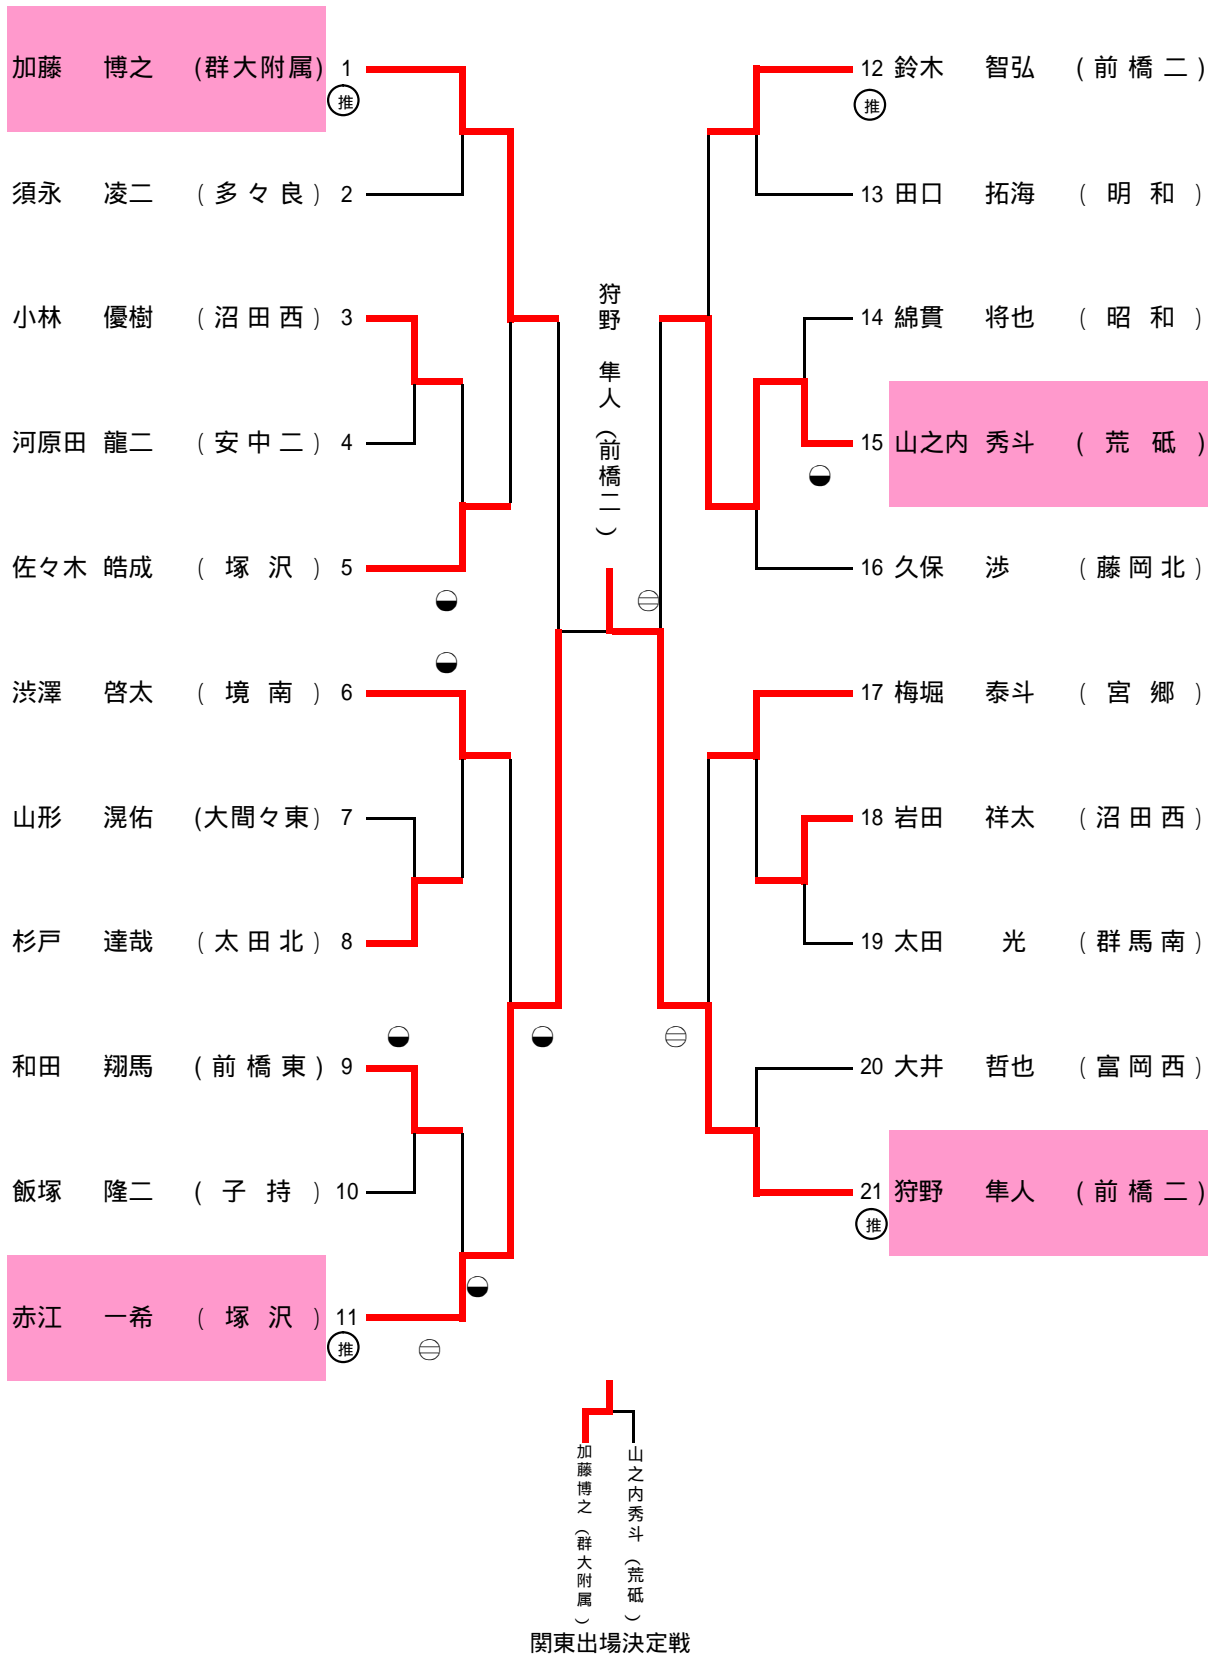 加藤 博之 (群大附属) 1
推
須永 凌二 (多々良) 2
小林 優樹 (沼田西) 3
河原田 龍二 (安中二) 4
佐々木 皓成 (塚沢) 5
渋澤 啓太 (境南) 6
山形 滉佑 (大間々東) 7
杉戸 達哉 (太田北) 8
和田 翔馬 (前橋東) 9
飯塚 隆二 (子持) 10
赤江 一希 (塚沢) 11
推
狩野 隼人 (前橋二)
12 鈴木 智弘 (前橋二)
推
13 田口 拓海 (明和)
14 綿貫 将也 (昭和)
15 山之内 秀斗 (荒砥)
16 久保 渉 (藤岡北)
17 梅堀 泰斗 (宮郷)
18 岩田 祥太 (沼田西)
19 太田 光 (群馬南)
20 大井 哲也 (富岡西)
21 狩野 隼人 (前橋二)
推
加藤博之 (群大附属)
山之内秀斗 (荒砥)
関東出場決定戦